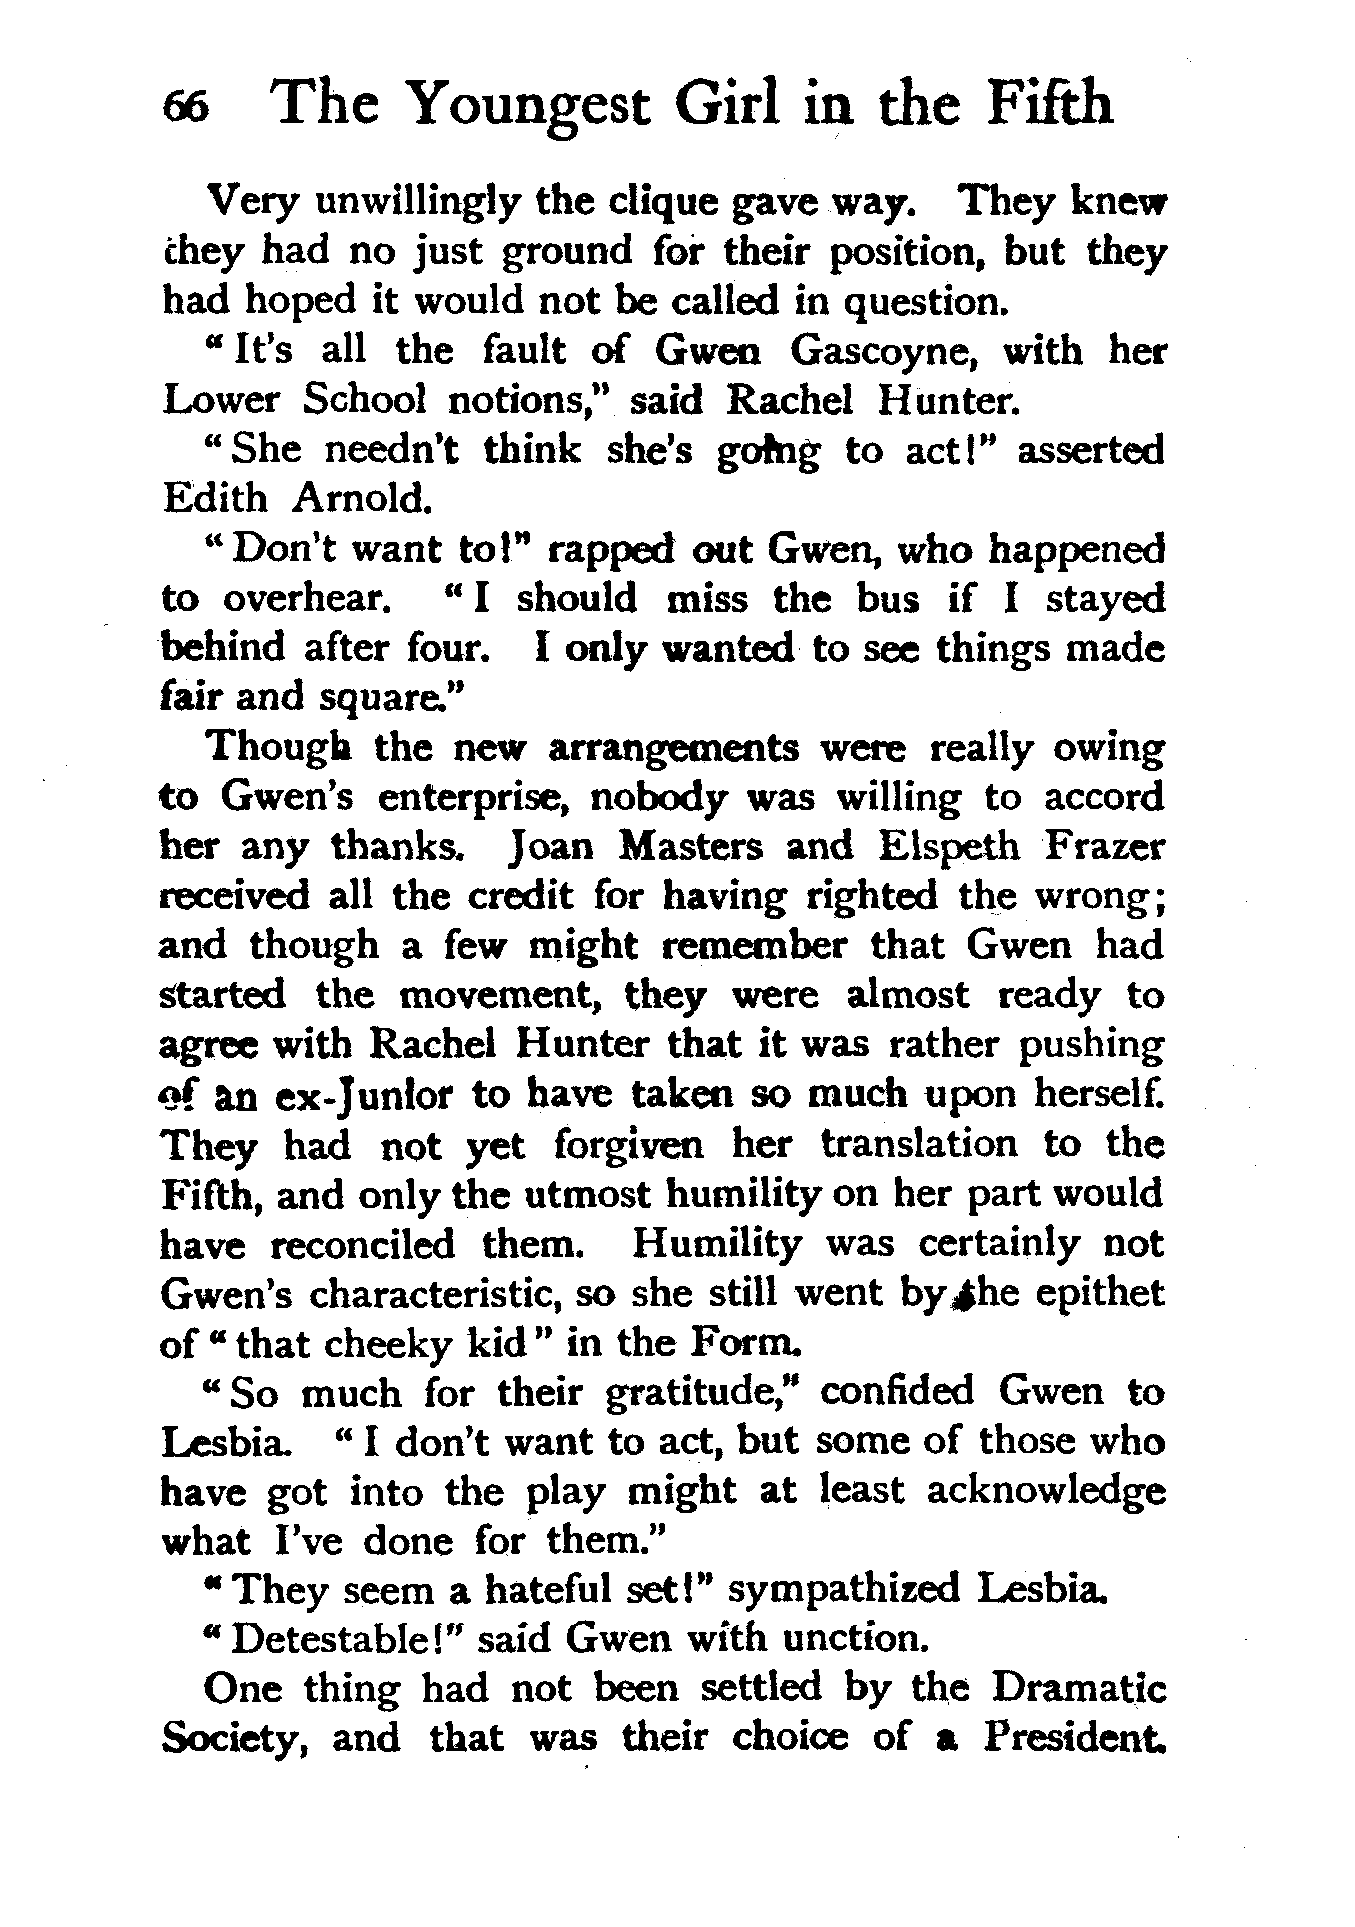 66 The Youngest Girl in the Fifth
Very unwillingly the clique gave way. They knew
they had no just ground for their position, but they
had hoped it would not be called in question.
"It's all the fault of Gwen Gascoyne, with her
Lower School notions," said Rachel Hunter.
"She needn't think she's going to act!" asserted
Edith Arnold.
"Don't want to!" rapped out Gwen, who happened
to overhear. "I should miss the bus if I stayed
behind after four. I only wanted to see things made
fair and square."
Though the new arrangements were really owing
to Gwen's enterprise, nobody was willing to accord
her any thanks. Joan Masters and Elspeth Frazer
received all the credit for having righted the wrong;
and though a few might remember that Gwen had
started the movement, they were almost ready to
agree with Rachel Hunter that it was rather pushing
of an ex-Junior to have taken so much upon herself.
They had not yet forgiven her translation to the
Fifth, and only the utmost humility on her part would
have reconciled them. Humility was certainly not
Gwen's characteristic, so she still went by the epithet
of "that cheeky kid" in the Form.
"So much for their gratitude," confided Gwen to
Lesbia. "I don't want to act, but some of those who
have got into the play might at least acknowledge
what I've done for them."
"They seem a hateful set!" sympathized Lesbia.
"Detestable!" said Gwen with unction.
One thing had not been settled by the Dramatic
Society, and that was their choice of a President.